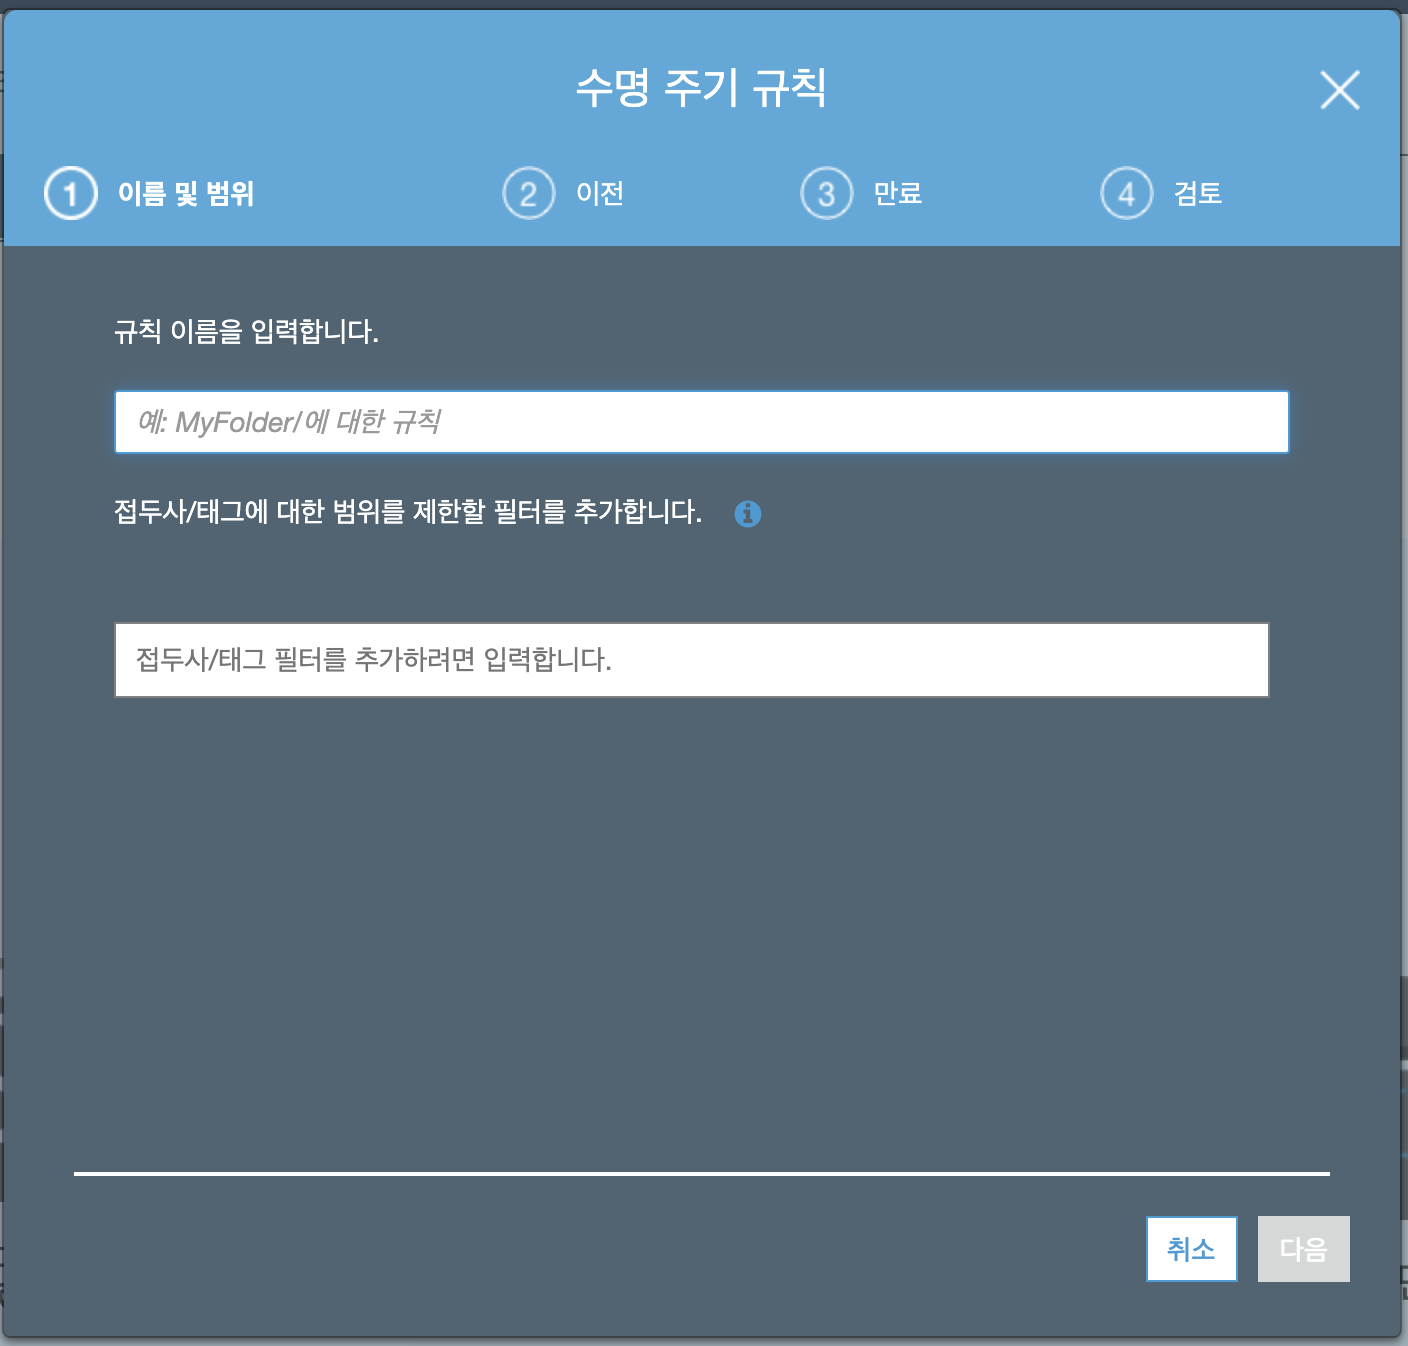 수명 주기 규칙
1 이름 및 범위 2 이전 3 만료 4 검토
규칙 이름을 입력합니다.
예: MyFolder/에 대한 규칙
접두사/태그에 대한 범위를 제한할 필터를 추가합니다.
접두사/태그 필터를 추가하려면 입력합니다.
취소 다음